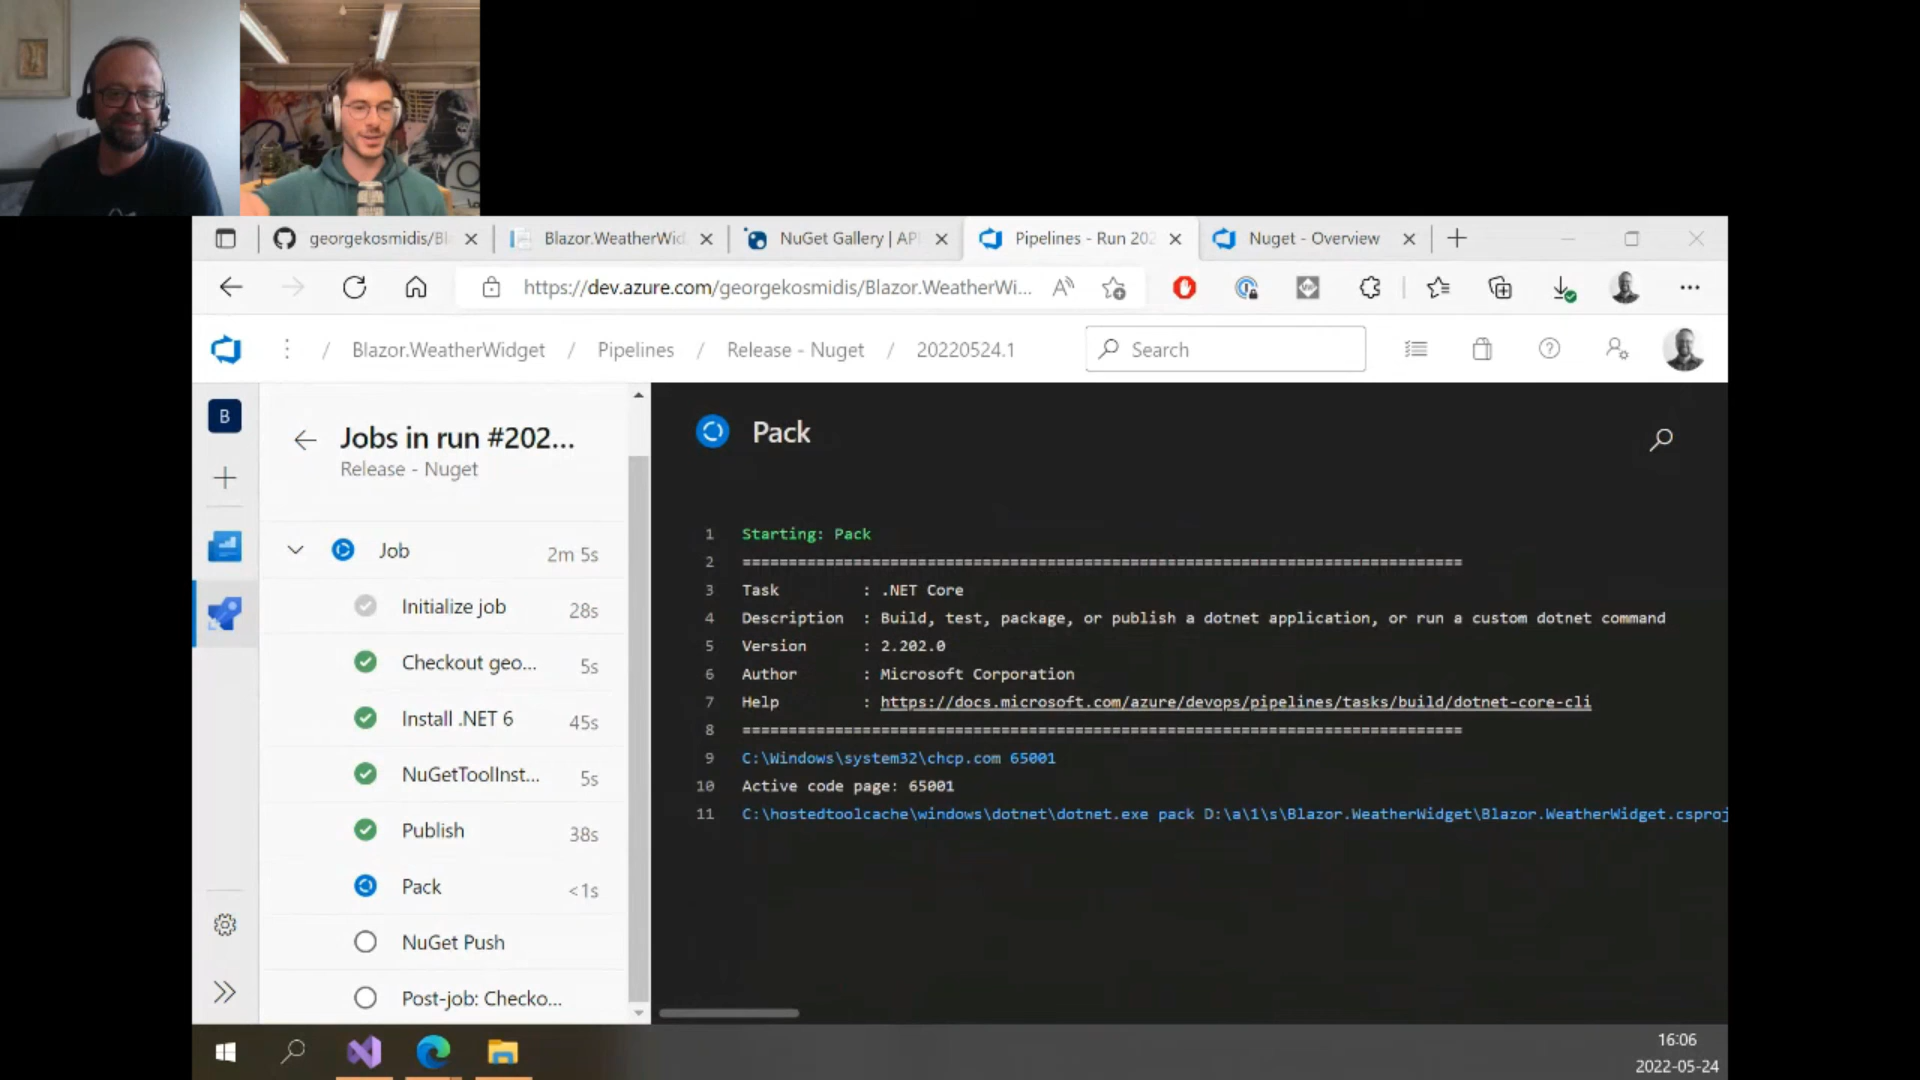 georgekosmidis/Bl
Blazor.WeatherWid
NuGet Gallery | AP
Pipelines - Run 202
Nuget - Overview
https://dev.azure.com/georgekosmidis/Blazor.WeatherWi...
/ Blazor.WeatherWidget / Pipelines / Release - Nuget / 20220524.1
Search
B
Jobs in run #202...
Release - Nuget
Job 2m 5s
Initialize job 28s
Checkout geo... 5s
Install .NET 6 45s
NuGetToolInst... 5s
Publish 38s
Pack <1s
NuGet Push
Post-job: Checko...
Pack
1 Starting: Pack
2 ==============================================================================
3 Task : .NET Core
4 Description : Build, test, package, or publish a dotnet application, or run a custom dotnet command
5 Version : 2.202.0
6 Author : Microsoft Corporation
7 Help : https://docs.microsoft.com/azure/devops/pipelines/tasks/build/dotnet-core-cli
8 ==============================================================================
9 C:\Windows\system32\chcp.com 65001
10 Active code page: 65001
11 C:\hostedtoolcache\windows\dotnet\dotnet.exe pack D:\a\1\s\Blazor.WeatherWidget\Blazor.WeatherWidget.csproj
16:06
2022-05-24